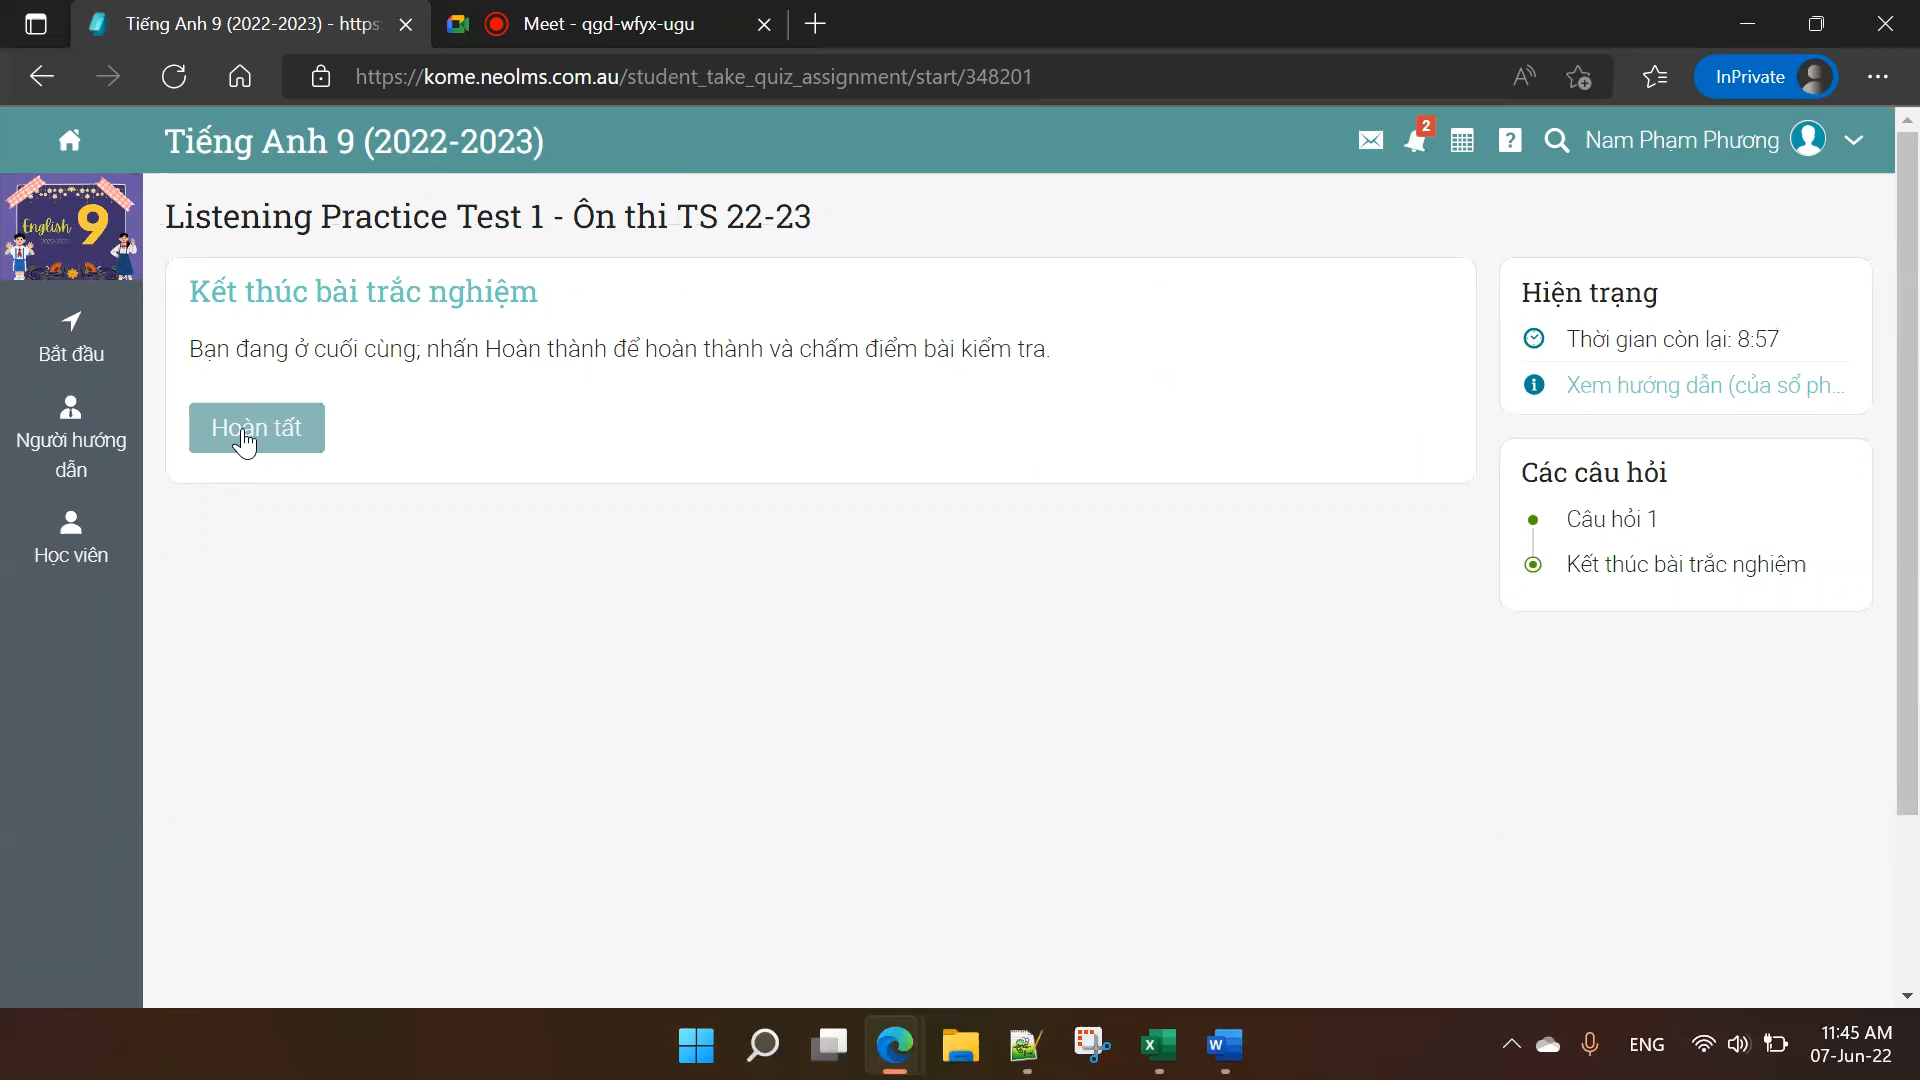 Tiếng Anh 9 (2022-2023) - https:
Meet - qgd-wfyx-ugu
https://kome.neolms.com.au/student_take_quiz_assignment/start/348201
InPrivate
Tiếng Anh 9 (2022-2023)
2
Nam Phạm Phương
English 9
2022-2023
Listening Practice Test 1 - Ôn thi TS 22-23
Bắt đầu
Người hướng
dẫn
Học viên
Kết thúc bài trắc nghiệm
Bạn đang ở cuối cùng; nhấn Hoàn thành để hoàn thành và chấm điểm bài kiểm tra.
Hoàn tất
Hiện trạng
Thời gian còn lại: 8:57
Xem hướng dẫn (của sổ ph...
Các câu hỏi
Câu hỏi 1
Kết thúc bài trắc nghiệm
ENG
11:45 AM
07-Jun-22